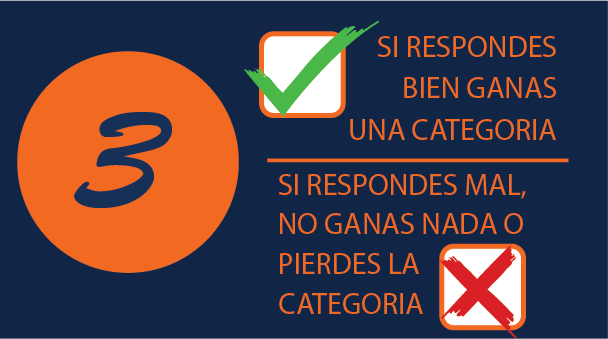 3
SI RESPONDES
BIEN GANAS
UNA CATEGORIA
SI RESPONDES MAL,
NO GANAS NADA O
PIERDES LA
CATEGORIA